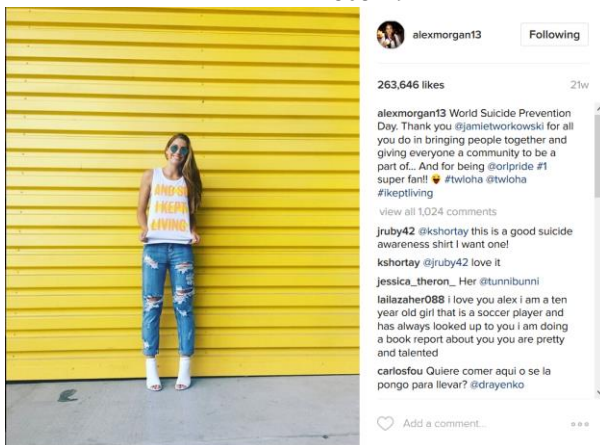 alexmorgan13
Following
263,646 likes
21w
alexmorgan13 World Suicide Prevention
Day. Thank you @jamietworkowski for all
you do in bringing people together and
giving everyone a community to be a
part of... And for being @orlpride #1
super fan!! 😜 #twloha @twloha
#ikeptliving
view all 1,024 comments
jruby42 @kshortay this is a good suicide
awareness shirt I want one!
kshortay @jruby42 love it
jessica_theron_ Her @tunnibunni
lailazaher088 i love you alex i am a ten
year old girl that is a soccer player and
has always looked up to you i am doing
a book report about you you are pretty
and talented
carlosfou Quiere comer aqui o se la
pongo para llevar? @drayenko
Add a comment...
AND SO
I KEPT
LIVING